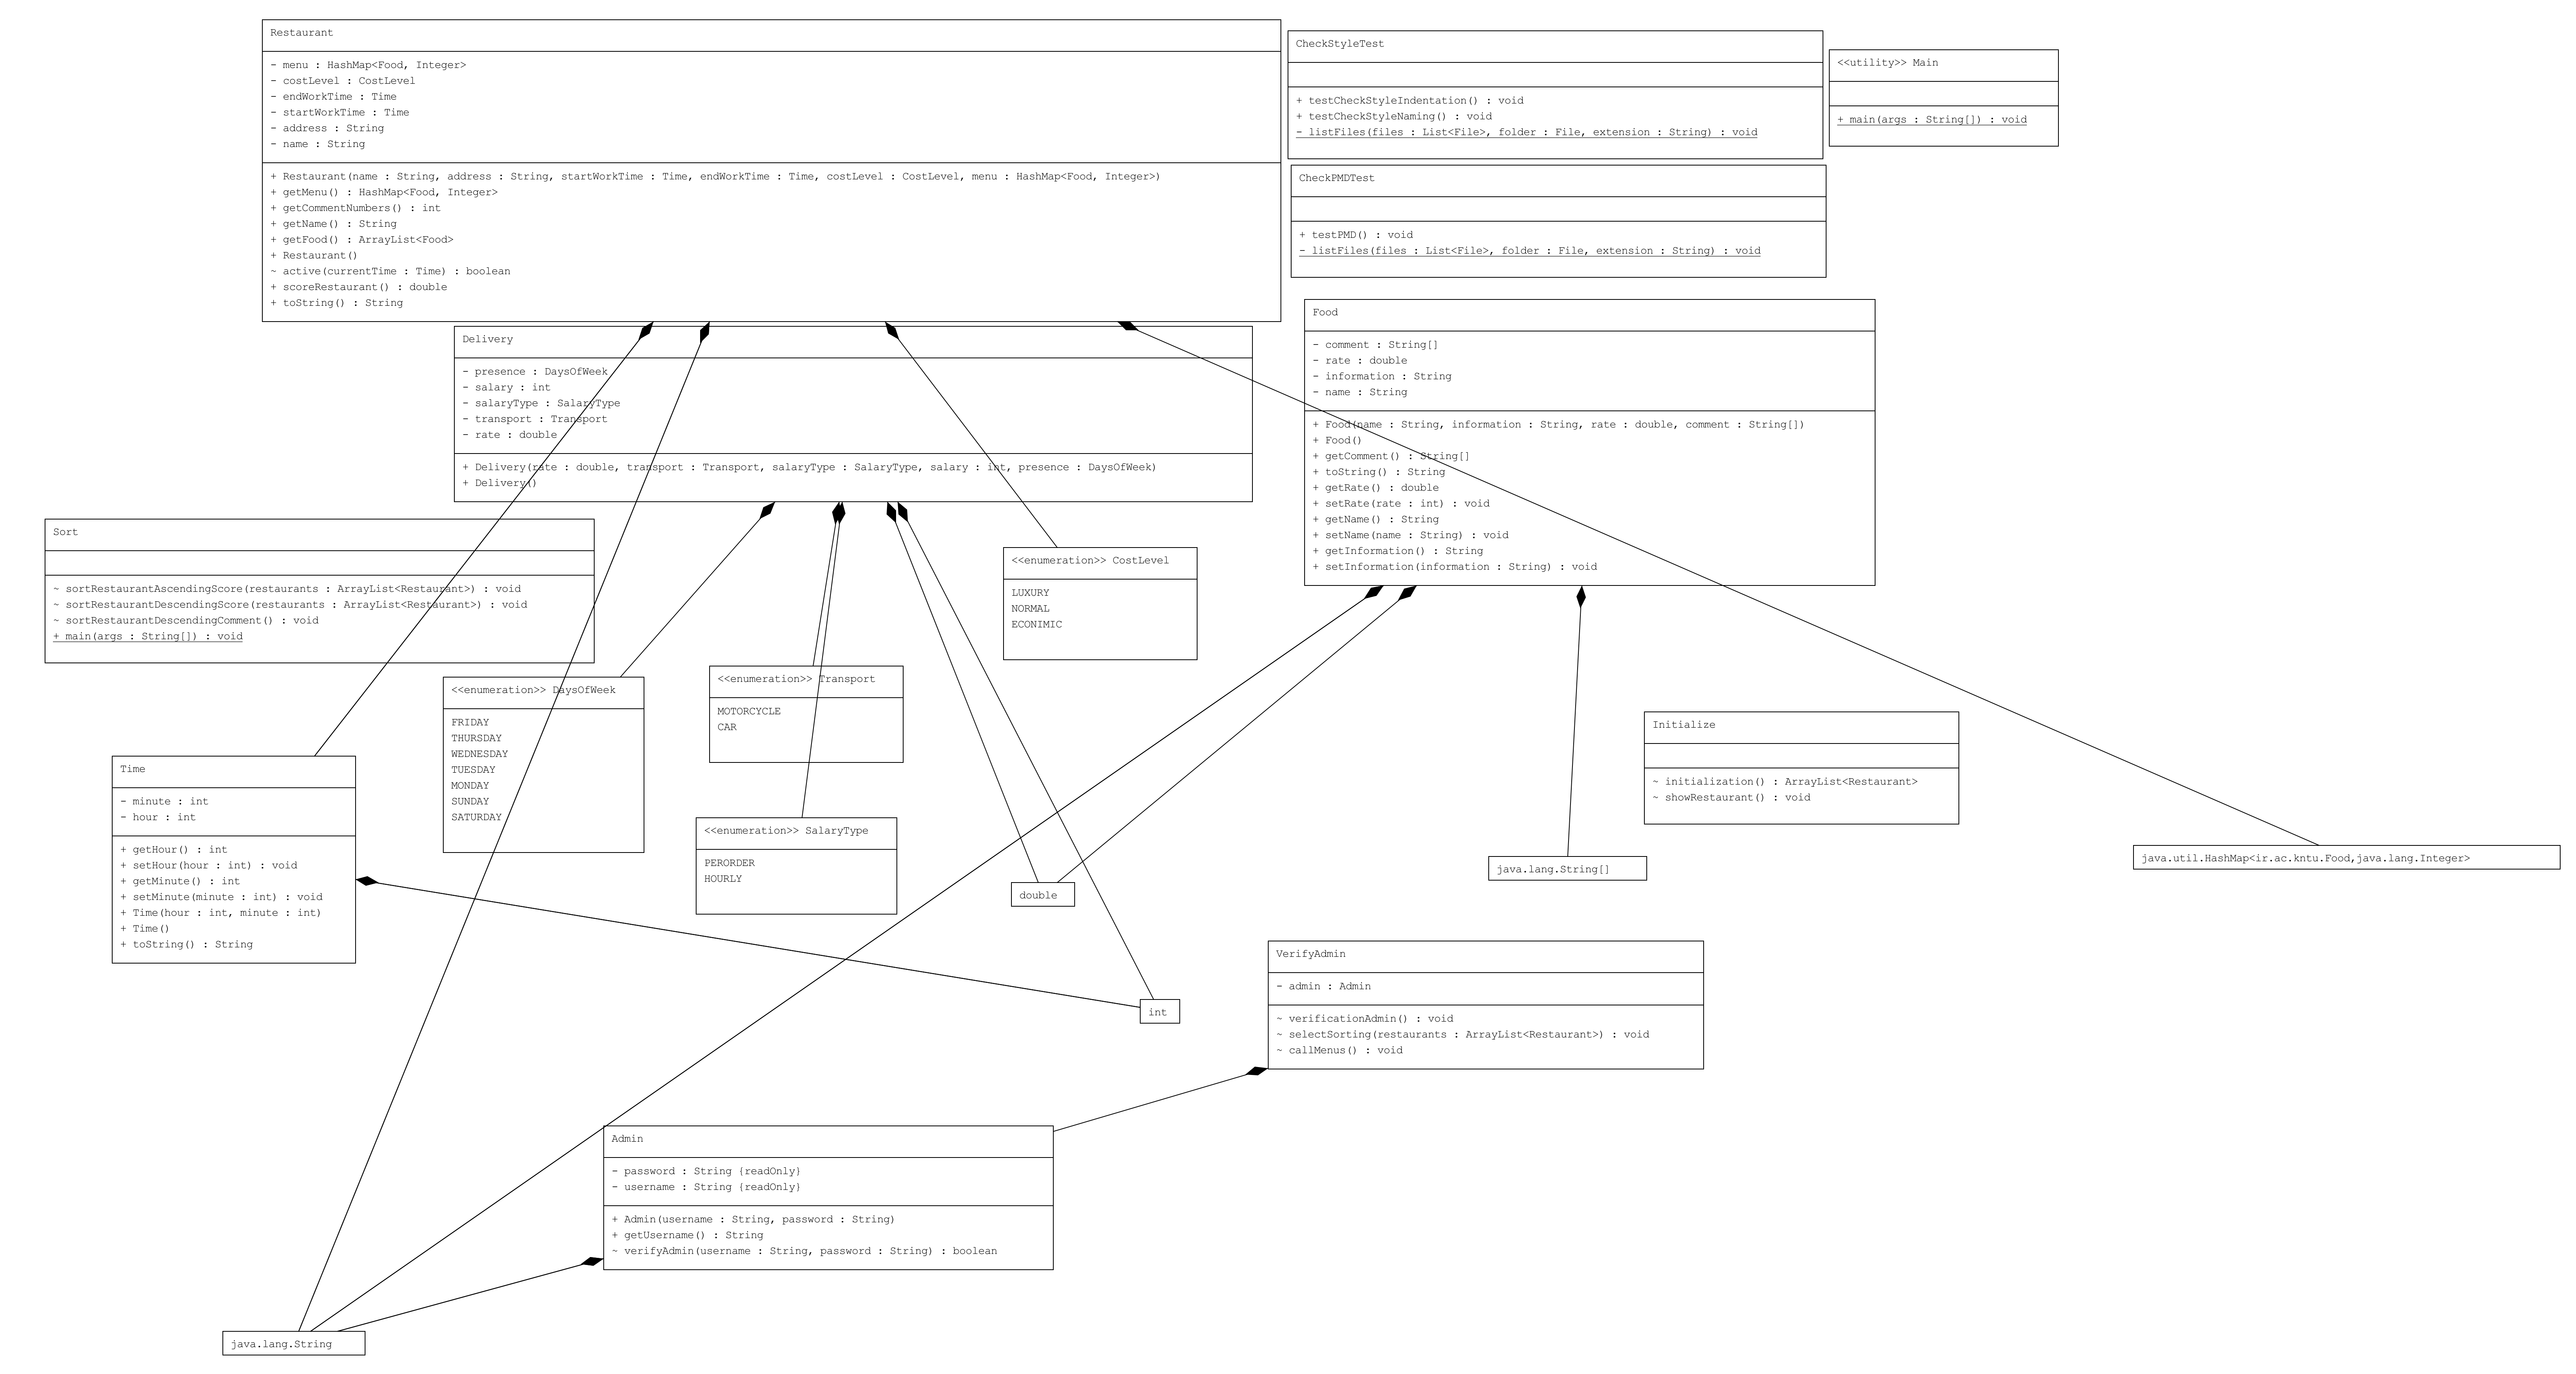 Restaurant
- menu : HashMap<Food, Integer>
- costLevel : CostLevel
- endWorkTime : Time
- startWorkTime : Time
- address : String
- name : String
+ Restaurant(name : String, address : String, startWorkTime : Time, endWorkTime : Time, costLevel : CostLevel, menu : HashMap<Food, Integer>)
+ getMenu() : HashMap<Food, Integer>
+ getCommentNumbers() : int
+ getName() : String
+ getFood() : ArrayList<Food>
+ Restaurant()
~ active(currentTime : Time) : boolean
+ scoreRestaurant() : double
+ toString() : String
CheckStyleTest
+ testCheckStyleIndentation() : void
+ testCheckStyleNaming() : void
- listFiles(files : List<File>, folder : File, extension : String) : void
<<utility>> Main
+ main(args : String[]) : void
CheckPMDTest
+ testPMD() : void
- listFiles(files : List<File>, folder : File, extension : String) : void
Delivery
- presence : DaysOfWeek
- salary : int
- salaryType : SalaryType
- transport : Transport
- rate : double
+ Delivery(rate : double, transport : Transport, salaryType : SalaryType, salary : int, presence : DaysOfWeek)
+ Delivery()
Food
- comment : String[]
- rate : double
- information : String
- name : String
+ Food(name : String, information : String, rate : double, comment : String[])
+ Food()
+ getComment() : String[]
+ toString() : String
+ getRate() : double
+ setRate(rate : int) : void
+ getName() : String
+ setName(name : String) : void
+ getInformation() : String
+ setInformation(information : String) : void
Sort
~ sortRestaurantAscendingScore(restaurants : ArrayList<Restaurant>) : void
~ sortRestaurantDescendingScore(restaurants : ArrayList<Restaurant>) : void
~ sortRestaurantDescendingComment() : void
+ main(args : String[]) : void
<<enumeration>> CostLevel
LUXURY
NORMAL
ECONIMIC
<<enumeration>> DaysOfWeek
FRIDAY
THURSDAY
WEDNESDAY
TUESDAY
MONDAY
SUNDAY
SATURDAY
<<enumeration>> Transport
MOTORCYCLE
CAR
Initialize
~ initialization() : ArrayList<Restaurant>
~ showRestaurant() : void
Time
- minute : int
- hour : int
+ getHour() : int
+ setHour(hour : int) : void
+ getMinute() : int
+ setMinute(minute : int) : void
+ Time(hour : int, minute : int)
+ Time()
+ toString() : String
<<enumeration>> SalaryType
PERORDER
HOURLY
double
java.lang.String[]
java.util.HashMap<ir.ac.kntu.Food,java.lang.Integer>
int
VerifyAdmin
- admin : Admin
~ verificationAdmin() : void
~ selectSorting(restaurants : ArrayList<Restaurant>) : void
~ callMenus() : void
Admin
- password : String {readOnly}
- username : String {readOnly}
+ Admin(username : String, password : String)
+ getUsername() : String
~ verifyAdmin(username : String, password : String) : boolean
java.lang.String